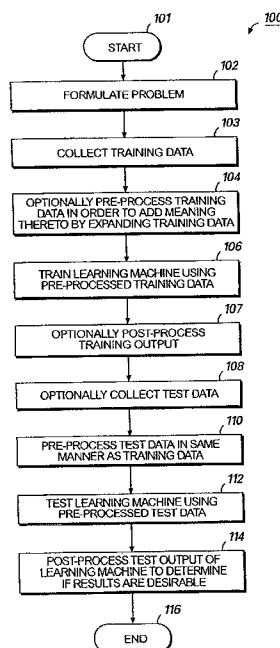 100
101
START
102
FORMULATE PROBLEM
103
COLLECT TRAINING DATA
104
OPTIONALLY PRE-PROCESS TRAINING
DATA IN ORDER TO ADD MEANING
THERETO BY EXPANDING TRAINING DATA
106
TRAIN LEARNING MACHINE USING
PRE-PROCESSED TRAINING DATA
107
OPTIONALLY POST-PROCESS
TRAINING OUTPUT
108
OPTIONALLY COLLECT TEST DATA
110
PRE-PROCESS TEST DATA IN SAME
MANNER AS TRAINING DATA
112
TEST LEARNING MACHINE USING
PRE-PROCESSED TEST DATA
114
POST-PROCESS TEST OUTPUT OF
LEARNING MACHINE TO DETERMINE
IF RESULTS ARE DESIRABLE
116
END